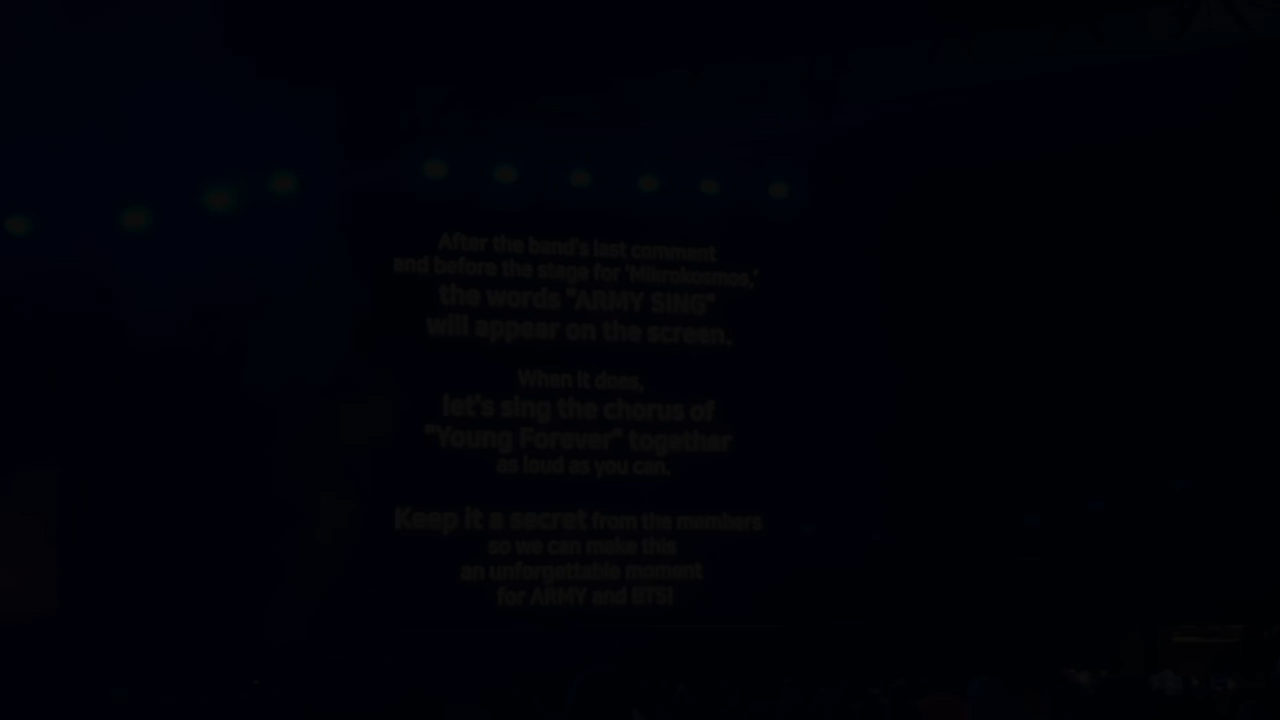 After the band's last comment
and before the stage for 'Mikrokosmos,'
the words "ARMY SING"
will appear on the screen.
When it does,
let's sing the chorus of
"Young Forever" together
as loud as you can.
Keep it a secret from the members
so we can make this
an unforgettable moment
for ARMY and BTS!